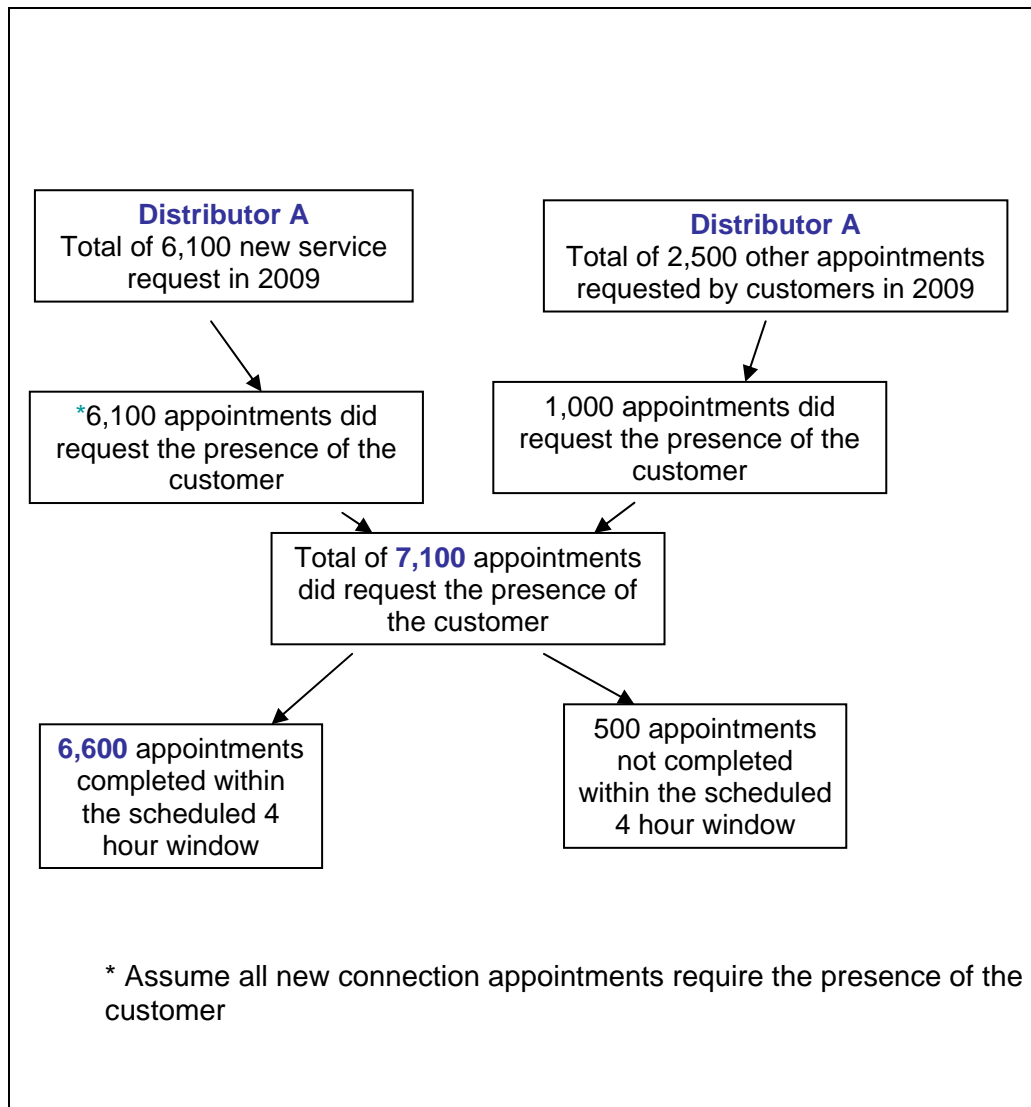 Distributor A
Total of 6,100 new service
request in 2009
Distributor A
Total of 2,500 other appointments
requested by customers in 2009
*6,100 appointments did
request the presence of the
customer
1,000 appointments did
request the presence of the
customer
Total of 7,100 appointments
did request the presence of
the customer
6,600 appointments
completed within
the scheduled 4
hour window
500 appointments
not completed
within the scheduled
4 hour window
* Assume all new connection appointments require the presence of the
customer